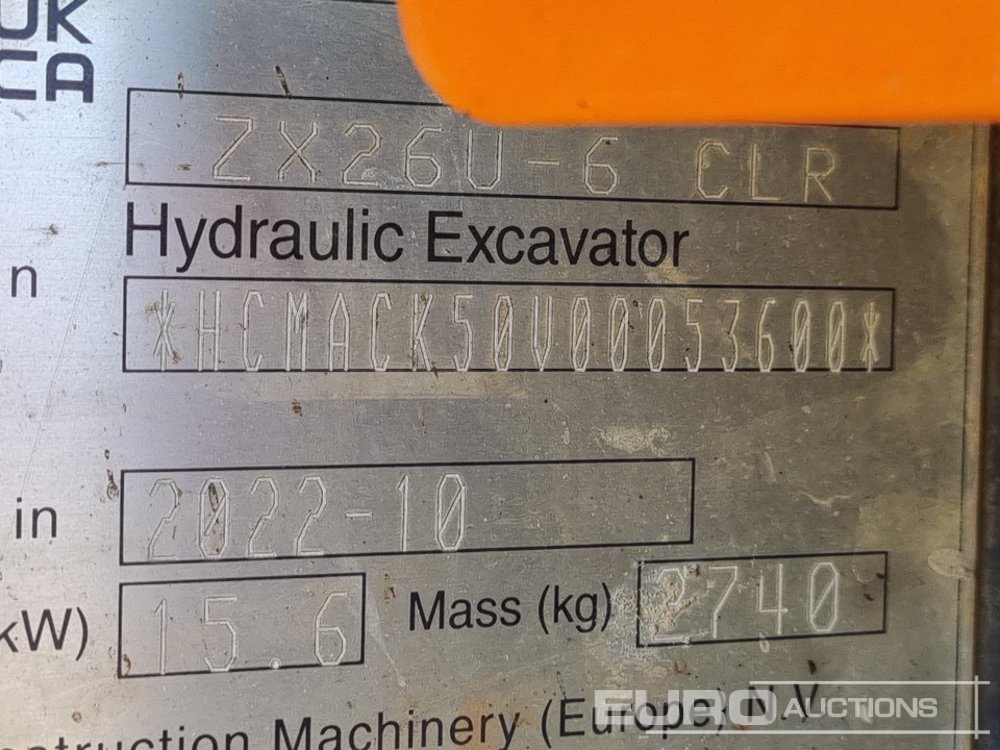 UK
CA
ZX26U-6 CLR
Hydraulic Excavator
n
*HCMACK50V00053600*
in 2022-10
kW) 15.6 Mass (kg) 2740
struction Machinery (Europe) N.V.
EURO AUCTIONS